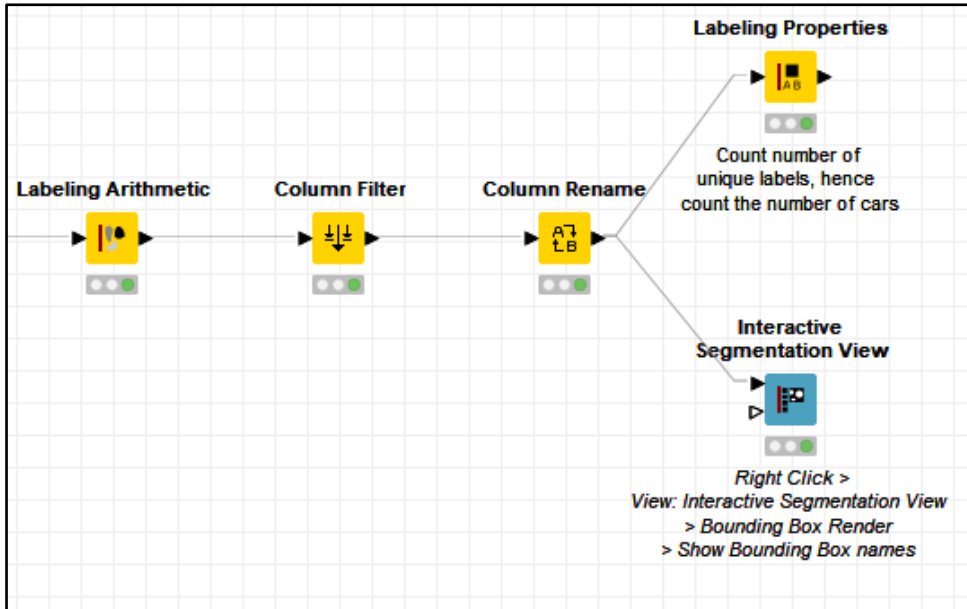 Labeling Properties
A B
Count number of
unique labels, hence
count the number of cars
Labeling Arithmetic
Column Filter
Column Rename
A
B
Interactive
Segmentation View
Right Click >
View: Interactive Segmentation View
> Bounding Box Render
> Show Bounding Box names